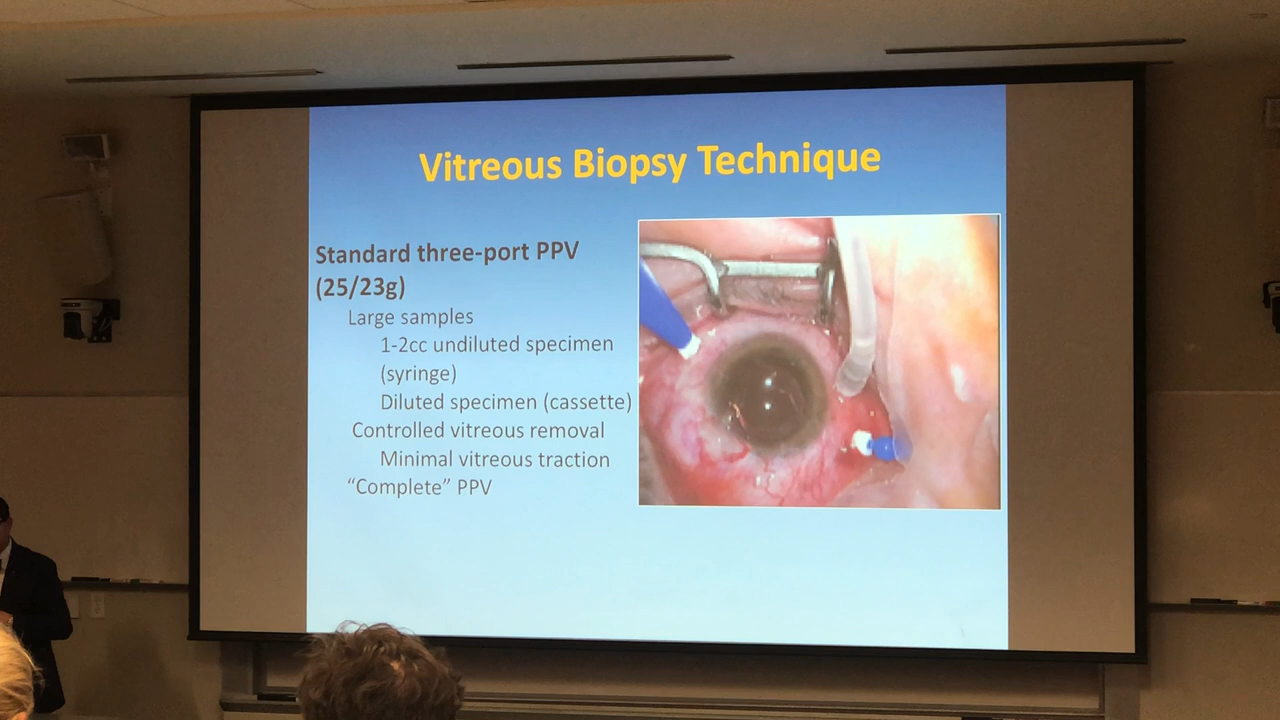 Vitreous Biopsy Technique
Standard three-port PPV
(25/23g)
Large samples
1-2cc undiluted specimen
(syringe)
Diluted specimen (cassette)
Controlled vitreous removal
Minimal vitreous traction
“Complete” PPV